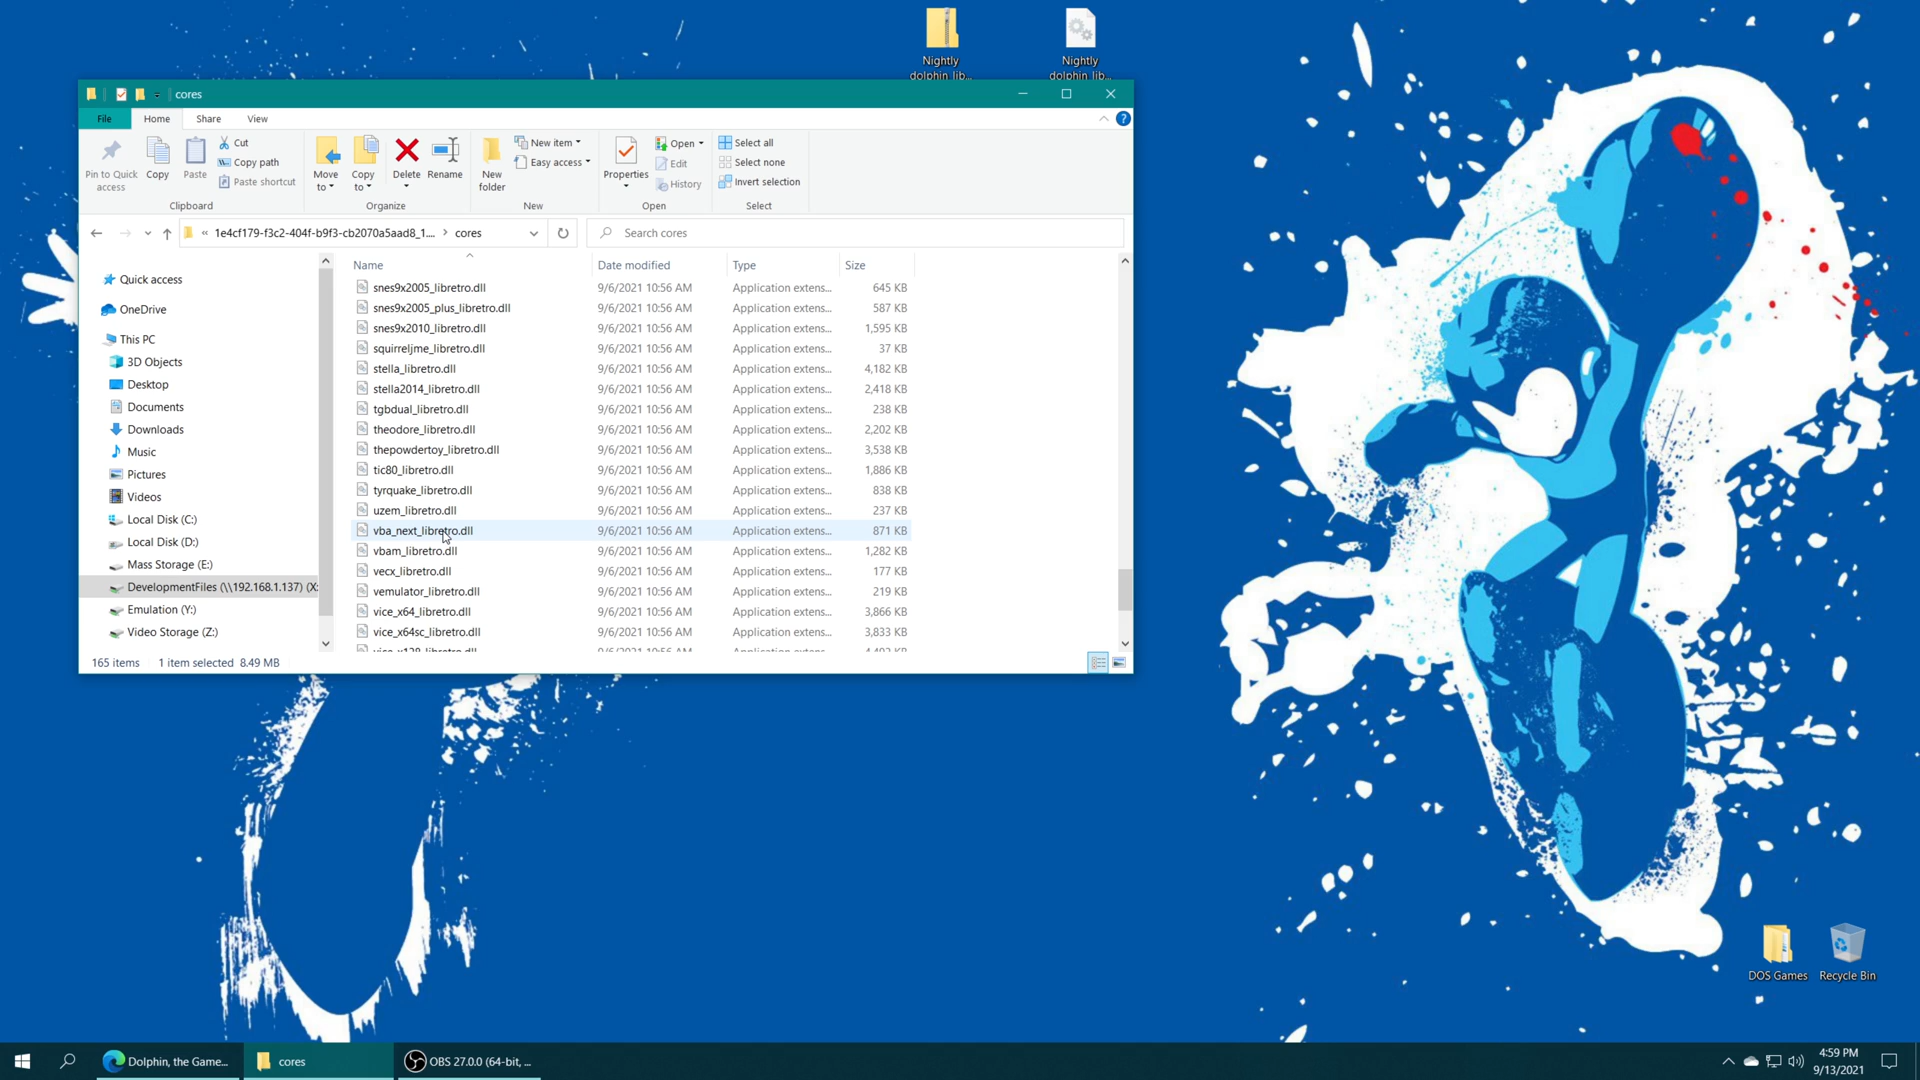 Nightly
dolphin_lib...
Nightly
dolphin_lib...
cores
File
Home
Share
View
Pin to Quick
access
Copy
Paste
Cut
Copy path
Paste shortcut
Clipboard
Move
to
Copy
to
Delete
Rename
Organize
New
folder
New item
Easy access
New
Properties
Open
Edit
History
Open
Select all
Select none
Invert selection
Select
« 1e4cf179-f3c2-404f-b9f3-cb2070a5aad8_1.... > cores
Search cores
Quick access
OneDrive
This PC
3D Objects
Desktop
Documents
Downloads
Music
Pictures
Videos
Local Disk (C:)
Local Disk (D:)
Mass Storage (E:)
DevelopmentFiles (\\192.168.1.137) (X:
Emulation (Y:)
Video Storage (Z:)
Name Date modified Type Size
snes9x2005_libretro.dll 9/6/2021 10:56 AM Application extens... 645 KB
snes9x2005_plus_libretro.dll 9/6/2021 10:56 AM Application extens... 587 KB
snes9x2010_libretro.dll 9/6/2021 10:56 AM Application extens... 1,595 KB
squirreljme_libretro.dll 9/6/2021 10:56 AM Application extens... 37 KB
stella_libretro.dll 9/6/2021 10:56 AM Application extens... 4,182 KB
stella2014_libretro.dll 9/6/2021 10:56 AM Application extens... 2,418 KB
tgbdual_libretro.dll 9/6/2021 10:56 AM Application extens... 238 KB
theodore_libretro.dll 9/6/2021 10:56 AM Application extens... 2,202 KB
thepowdertoy_libretro.dll 9/6/2021 10:56 AM Application extens... 3,538 KB
tic80_libretro.dll 9/6/2021 10:56 AM Application extens... 1,886 KB
tyrquake_libretro.dll 9/6/2021 10:56 AM Application extens... 838 KB
uzem_libretro.dll 9/6/2021 10:56 AM Application extens... 237 KB
vba_next_libretro.dll 9/6/2021 10:56 AM Application extens... 871 KB
vbam_libretro.dll 9/6/2021 10:56 AM Application extens... 1,282 KB
vecx_libretro.dll 9/6/2021 10:56 AM Application extens... 177 KB
vemulator_libretro.dll 9/6/2021 10:56 AM Application extens... 219 KB
vice_x64_libretro.dll 9/6/2021 10:56 AM Application extens... 3,866 KB
vice_x64sc_libretro.dll 9/6/2021 10:56 AM Application extens... 3,833 KB
165 items 1 item selected 8.49 MB
DOS Games
Recycle Bin
Dolphin, the Game...
cores
OBS 27.0.0 (64-bit, ...
4:59 PM
9/13/2021